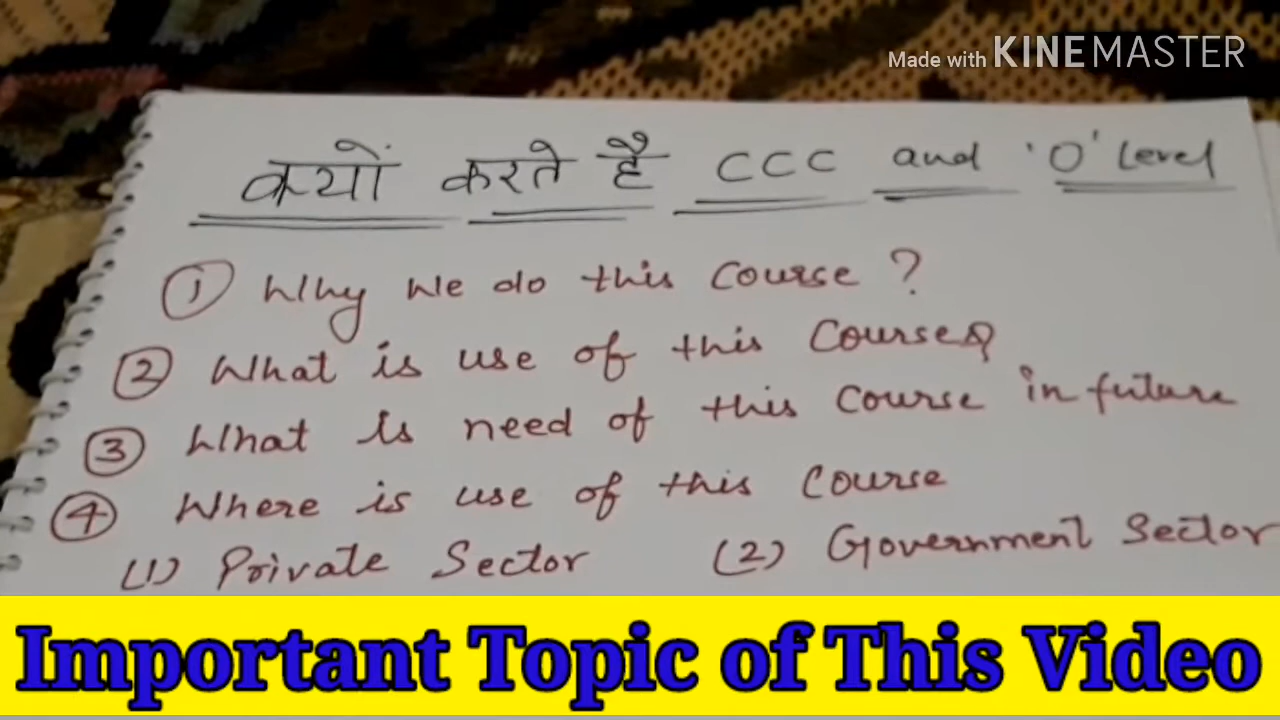 Made with KINEMASTER
क्यों करते है CCC and 'O' Level
① Why we do this Course ?
② What is use of this Course?
③ What is need of this Course in future
④ Where is use of this Course
(1) Private Sector (2) Government Sector
Important Topic of This Video